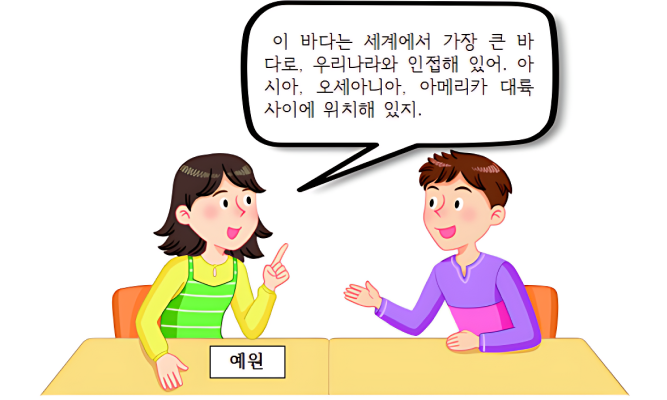 이 바다는 세계에서 가장 큰 바
다로, 우리나라와 인접해 있어. 아
시아, 오세아니아, 아메리카 대륙
사이에 위치해 있지.
예원